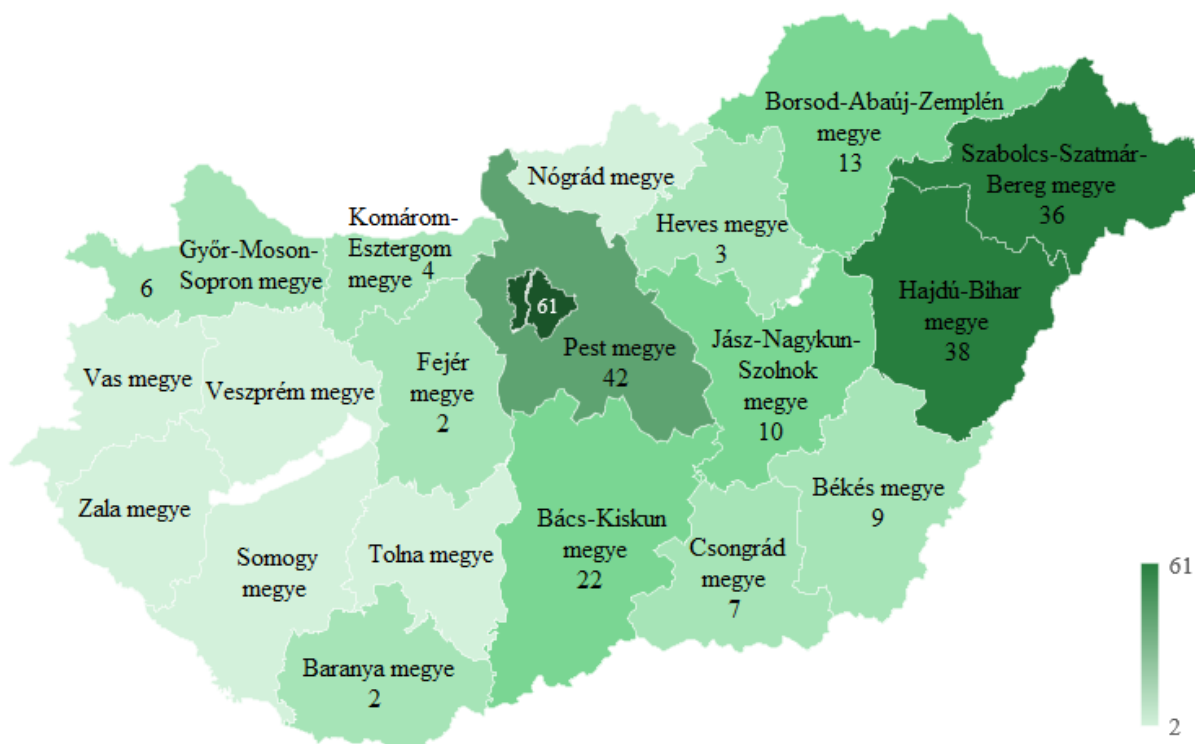 Borsod-Abaúj-Zemplén
megye
13
Szabolcs-Szatmár-
Bereg megye
36
Nógrád megye
Komárom-
Esztergom
megye 4
Heves megye
3
Győr-Moson-
6 Sopron megye
Hajdú-Bihar
megye
38
61
Pest megye
42
Jász-Nagykun-
Szolnok
megye
10
Fejér
megye
2
Vas megye
Veszprém megye
Békés megye
9
Zala megye
Somogy
megye
Tolna megye
Bács-Kiskun
megye
22
Csongrád
megye
7
Baranya megye
2
61
2